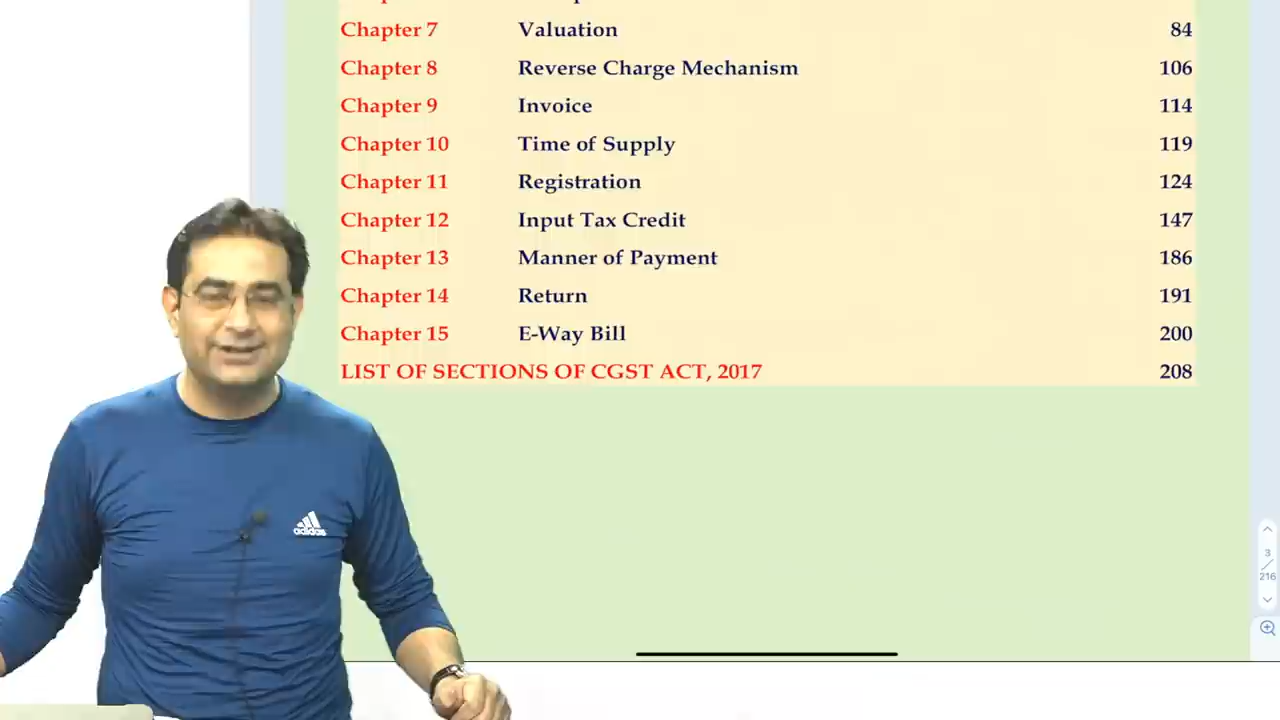 Chapter 7 Valuation 84
Chapter 8 Reverse Charge Mechanism 106
Chapter 9 Invoice 114
Chapter 10 Time of Supply 119
Chapter 11 Registration 124
Chapter 12 Input Tax Credit 147
Chapter 13 Manner of Payment 186
Chapter 14 Return 191
Chapter 15 E-Way Bill 200
LIST OF SECTIONS OF CGST ACT, 2017 208
adidas
3
/
216